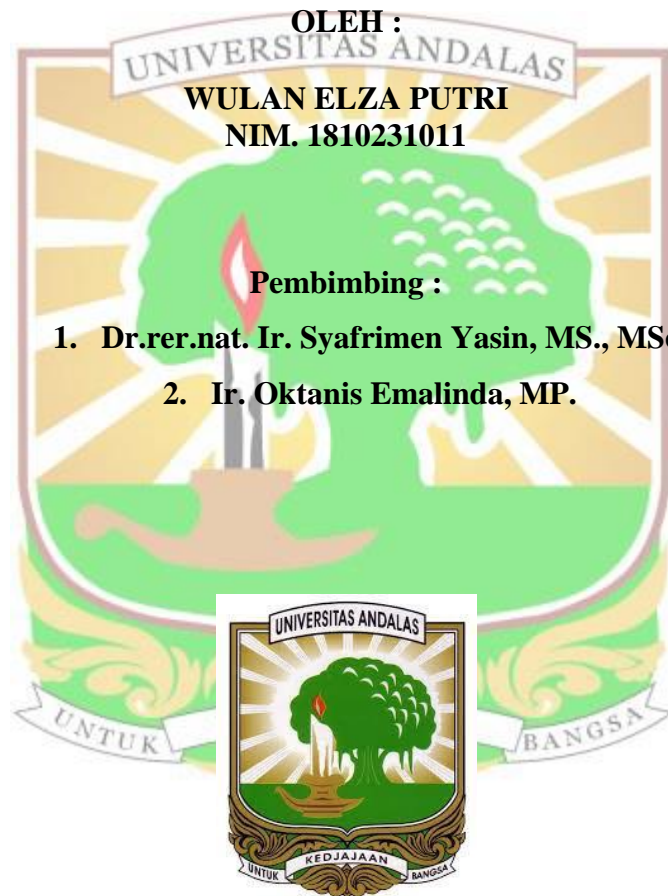 OLEH :
UNIVERSITAS ANDALAS
WULAN ELZA PUTRI
NIM. 1810231011
Pembimbing :
1. Dr.rer.nat. Ir. Syafrimen Yasin, MS., MSc
2. Ir. Oktanis Emalinda, MP.
UNIVERSITAS ANDALAS
UNTUK BANGSA
UNTUK KEDJAJAAN BANGSA